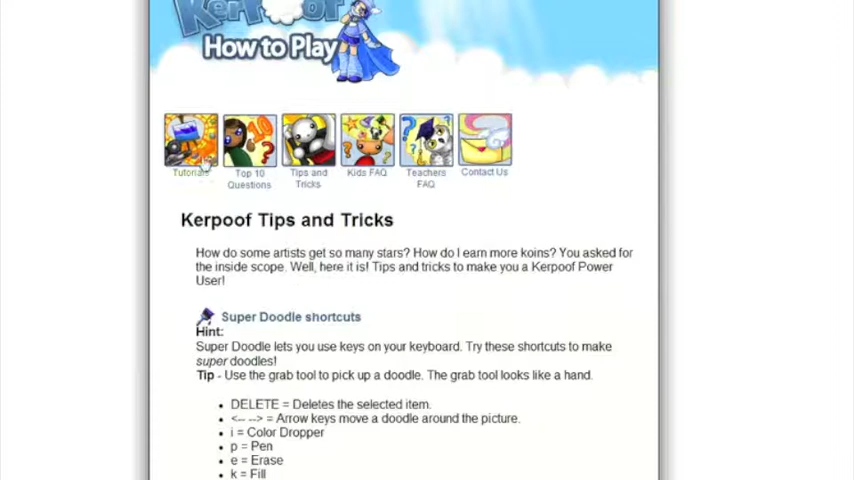 Kerpoof
How to Play
Tutorials
Top 10
Questions
Tips and
Tricks
Kids FAQ
Teachers
FAQ
Contact Us
Kerpoof Tips and Tricks
How do some artists get so many stars? How do I earn more koins? You asked for
the inside scope. Well, here it is! Tips and tricks to make you a Kerpoof Power
User!
Super Doodle shortcuts
Hint:
Super Doodle lets you use keys on your keyboard. Try these shortcuts to make
super doodles!
Tip - Use the grab tool to pick up a doodle. The grab tool looks like a hand.
• DELETE = Deletes the selected item.
• <-- --> = Arrow keys move a doodle around the picture.
• i = Color Dropper
• p = Pen
• e = Erase
• k = Fill